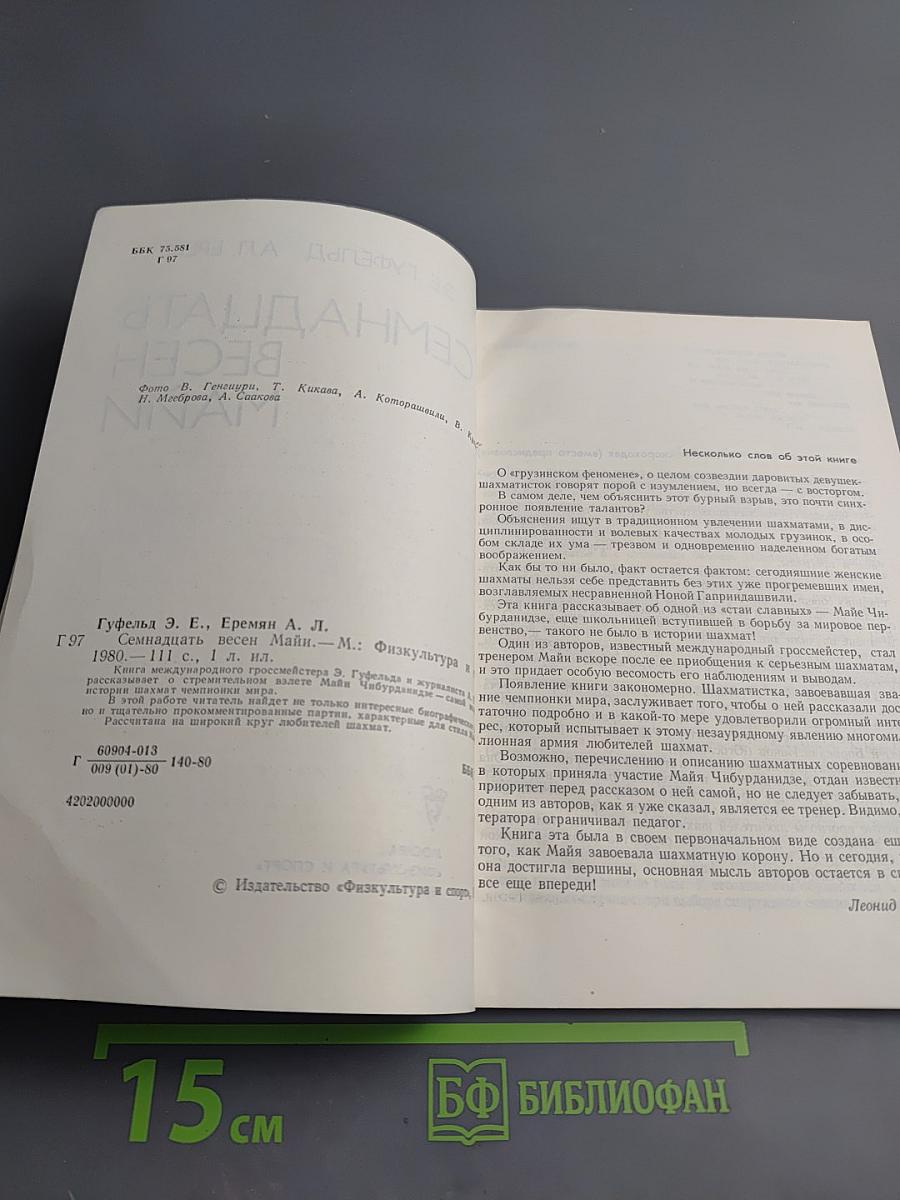 ББК 75.581
Г 97
Фото В. Генгиури, Т. Кикава, А. Которашвили, В.
Н. Мгеброва, А. Саакова
Гуфельд Э. Е., Еремян А. Л.
Г 97 Семнадцать весен Майи.— М.: Физкультура и
1980.— 111 с., 1 л. ил.
Книга международного гроссмейстера Э. Гуфельда и журналиста А.
рассказывает о стремительном взлете Майи Чибурданидзе — самой
истории шахмат чемпионки мира.
В этой работе читатель найдет не только интересные биографические
но и тщательно прокомментированные партии, характерные для стиля
Рассчитана на широкий круг любителей шахмат.
Г 60904-013
009 (01)-80 140-80
ББК
4202000000
© Издательство «Физкультура и спорт»,
Несколько слов об этой книге
О «грузинском феномене», о целом созвездии даровитых девушек-
шахматисток говорят порой с изумлением, но всегда — с восторгом.
В самом деле, чем объяснить этот бурный взрыв, это почти синх-
ронное появление талантов?
Объяснения ищут в традиционном увлечении шахматами, в дис-
циплинированности и волевых качествах молодых грузинок, в осо-
бом складе их ума — трезвом и одновременно наделенном богатым
воображением.
Как бы то ни было, факт остается фактом: сегодняшние женские
шахматы нельзя себе представить без этих уже прогремевших имен,
возглавляемых несравненной Ноной Гаприндашвили.
Эта книга рассказывает об одной из «стаи славных» — Майе Чи-
бурданидзе, еще школьницей вступившей в борьбу за мировое пер-
венство,— такого не было в истории шахмат!
Один из авторов, известный международный гроссмейстер, стал
тренером Майи вскоре после ее приобщения к серьезным шахматам,
и это придает особую весомость его наблюдениям и выводам.
Появление книги закономерно. Шахматистка, завоевавшая зва-
ние чемпионки мира, заслуживает того, чтобы о ней рассказали дос-
таточно подробно и в какой-то мере удовлетворили огромный инте-
рес, который испытывает к этому незаурядному явлению многоми-
лионная армия любителей шахмат.
Возможно, перечислению и описанию шахматных соревнований
в которых приняла участие Майя Чибурданидзе, отдан известн
приоритет перед рассказом о ней самой, но не следует забывать,
одним из авторов, как я уже сказал, является ее тренер. Видимо,
тератора ограничивал педагог.
Книга эта была в своем первоначальном виде создана ещ
того, как Майя завоевала шахматную корону. Но и сегодня,
она достигла вершины, основная мысль авторов остается в си
все еще впереди!
Леонид
15 см
БФ БИБЛИОФАН